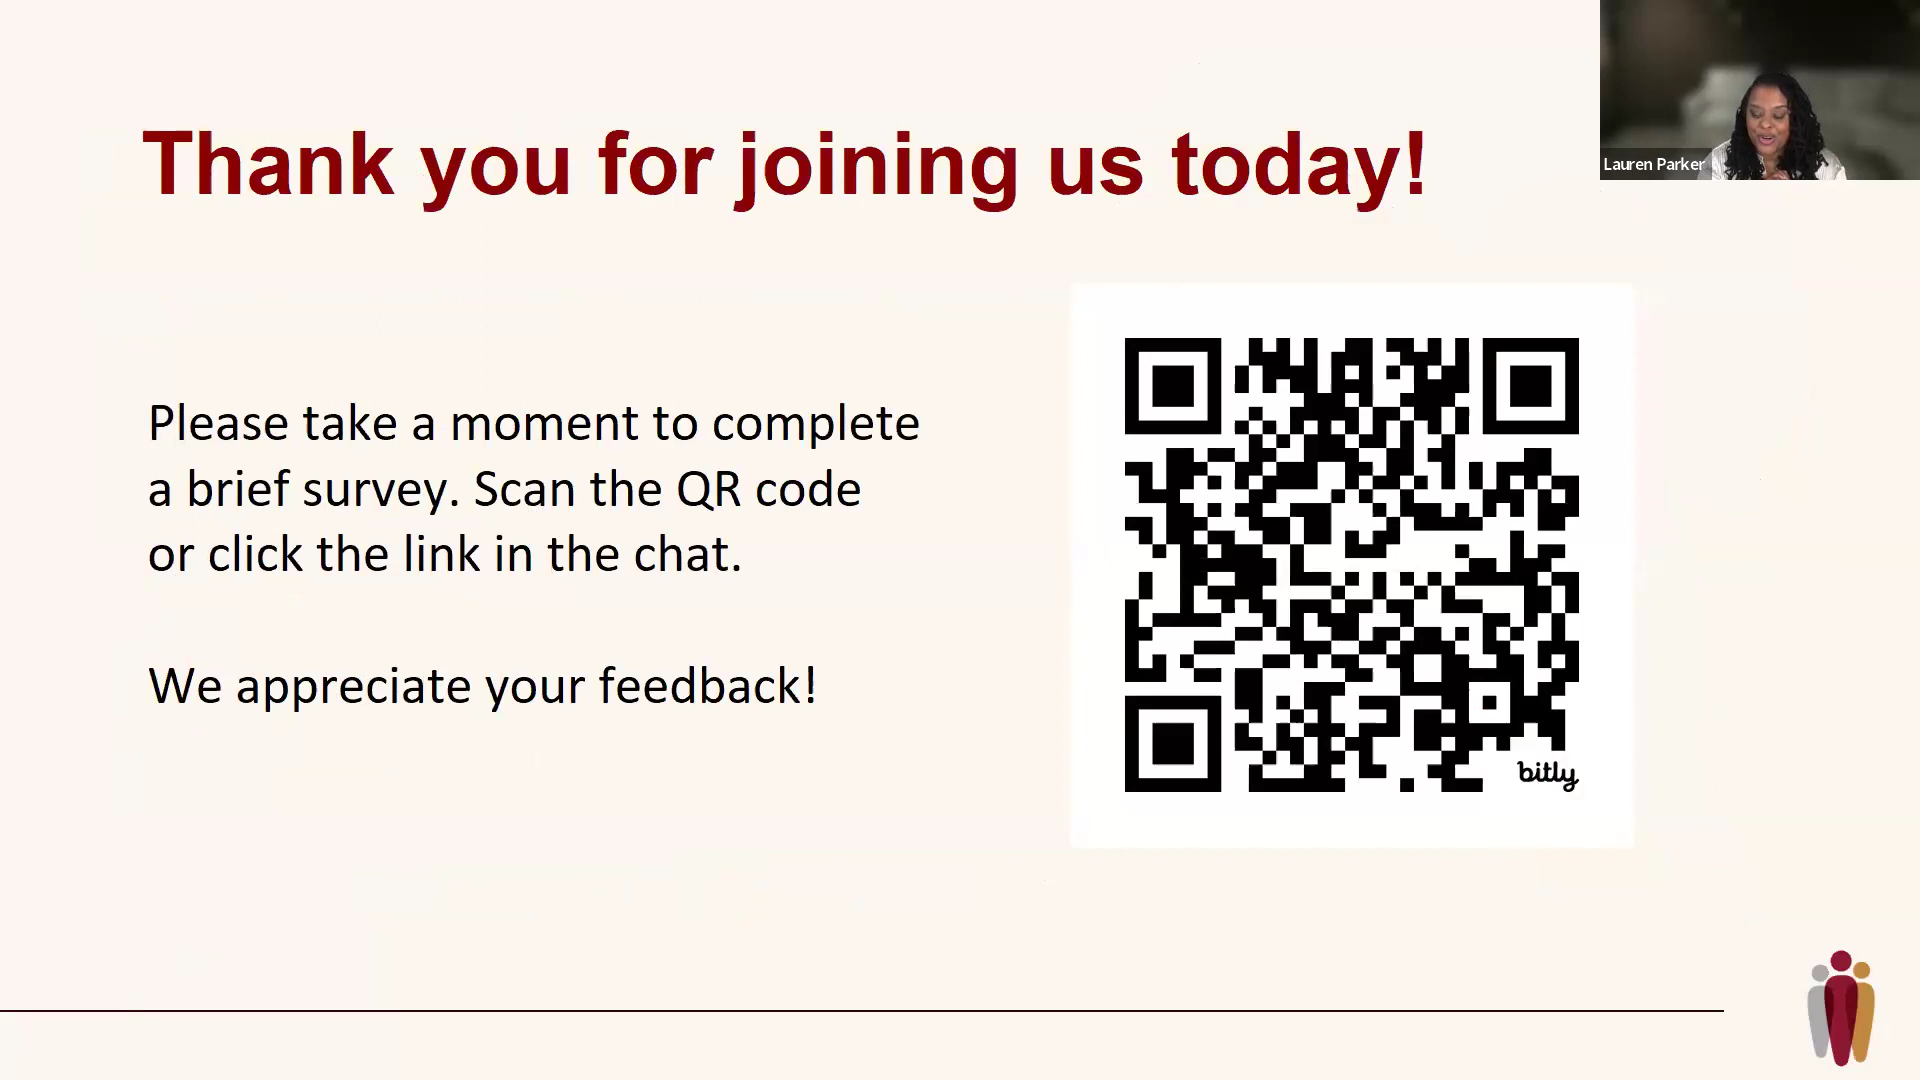 Thank you for joining us today!
Lauren Parker
Please take a moment to complete
a brief survey. Scan the QR code
or click the link in the chat.
We appreciate your feedback!
bitly